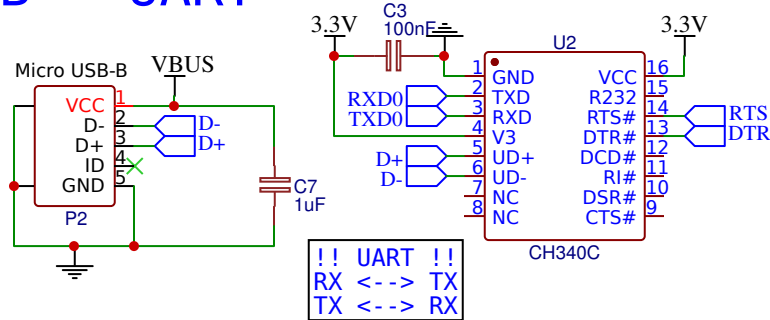 UART
Micro USB-B
VBUS
VCC 1
D- 2
D+ 3
ID 4
GND 5
P2
D-
D+
C7
1uF
3.3V
C3
100nF
3.3V
U2
1 GND
2 TXD
3 RXD
4 V3
5 UD+
6 UD-
7 NC
8 NC
VCC 16
R232 15
RTS# 14
DTR# 13
DCD# 12
RI# 11
DSR# 10
CTS# 9
CH340C
RXD0
TXD0
D+
D-
RTS
DTR
!! UART !!
RX <--> TX
TX <--> RX